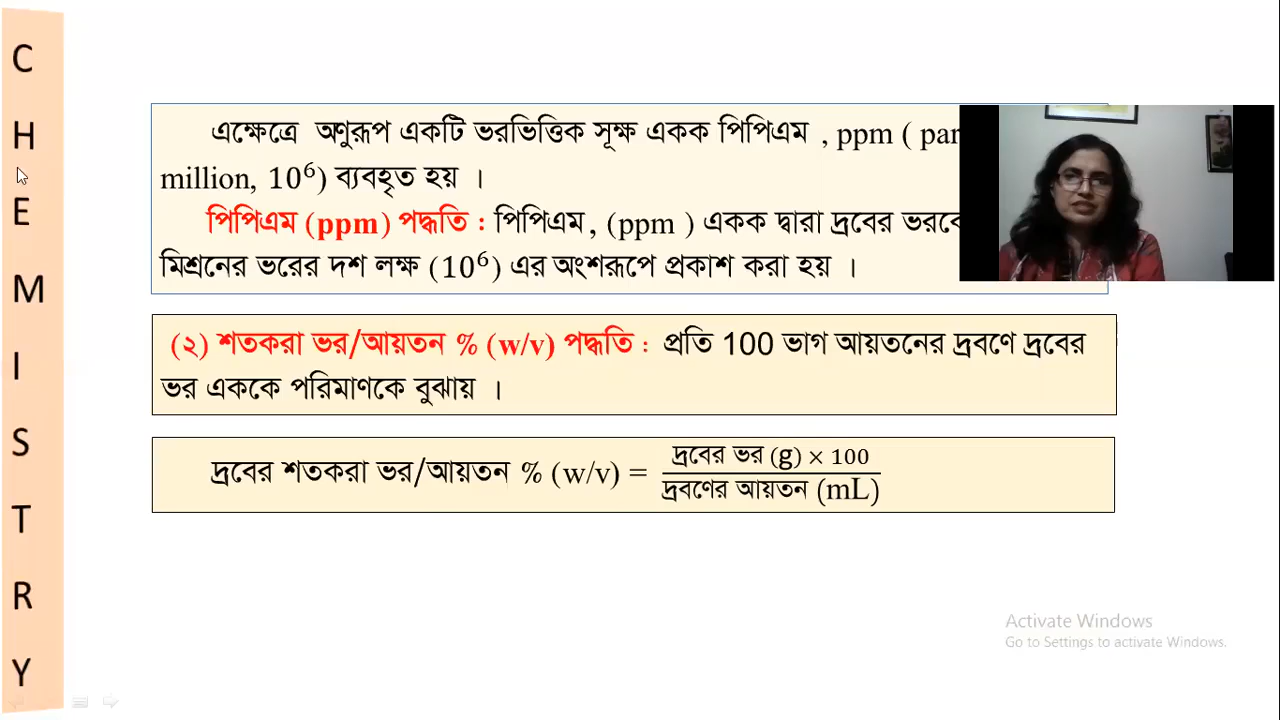 C
H
E
M
I
S
T
R
Y
এক্ষেত্রে অণুরূপ একটি ভরভিত্তিক সূক্ষ একক পিপিএম , ppm ( par
million, 10⁶) ব্যবহৃত হয় ।
পিপিএম (ppm) পদ্ধতি : পিপিএম, (ppm ) একক দ্বারা দ্রবের ভরকে
মিশ্রনের ভরের দশ লক্ষ (10⁶) এর অংশরূপে প্রকাশ করা হয় ।
(২) শতকরা ভর/আয়তন % (w/v) পদ্ধতি : প্রতি 100 ভাগ আয়তনের দ্রবণে দ্রবের
ভর এককে পরিমাণকে বুঝায় ।
দ্রবের শতকরা ভর/আয়তন % (w/v) =
দ্রবের ভর (g) × 100
দ্রবণের আয়তন (mL)
Activate Windows
Go to Settings to activate Windows.